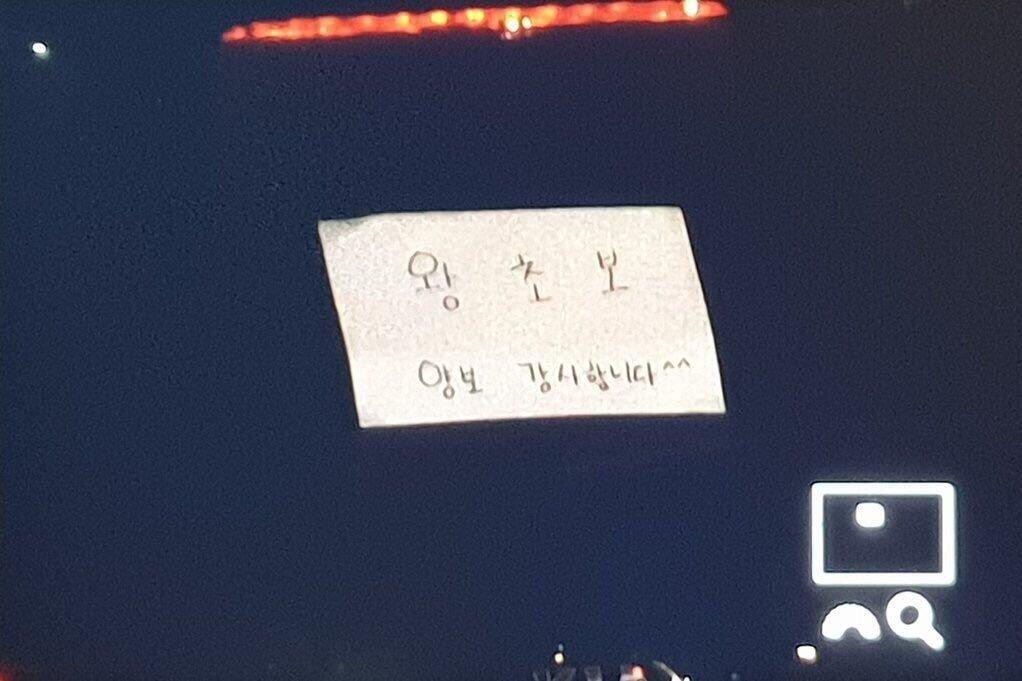 왕 초 보
양보 감사합니다^^